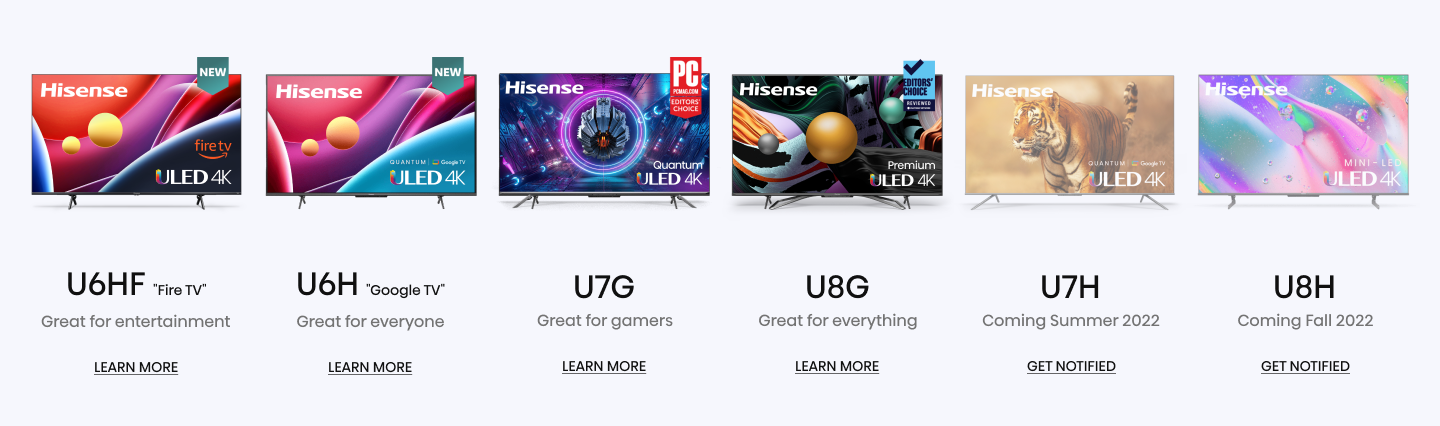 NEW
Hisense
fire tv
ULED 4K
U6HF "Fire TV"
Great for entertainment
LEARN MORE
NEW
Hisense
QUANTUM | Google TV
ULED 4K
U6H "Google TV"
Great for everyone
LEARN MORE
PC
PCMAG.COM
EDITORS'
CHOICE
Hisense
Quantum
ULED 4K
U7G
Great for gamers
LEARN MORE
EDITORS'
CHOICE
REVIEWED
Hisense
Premium
ULED 4K
U8G
Great for everything
LEARN MORE
Hisense
QUANTUM | Google TV
ULED 4K
U7H
Coming Summer 2022
GET NOTIFIED
Hisense
MINI-LED
ULED 4K
U8H
Coming Fall 2022
GET NOTIFIED